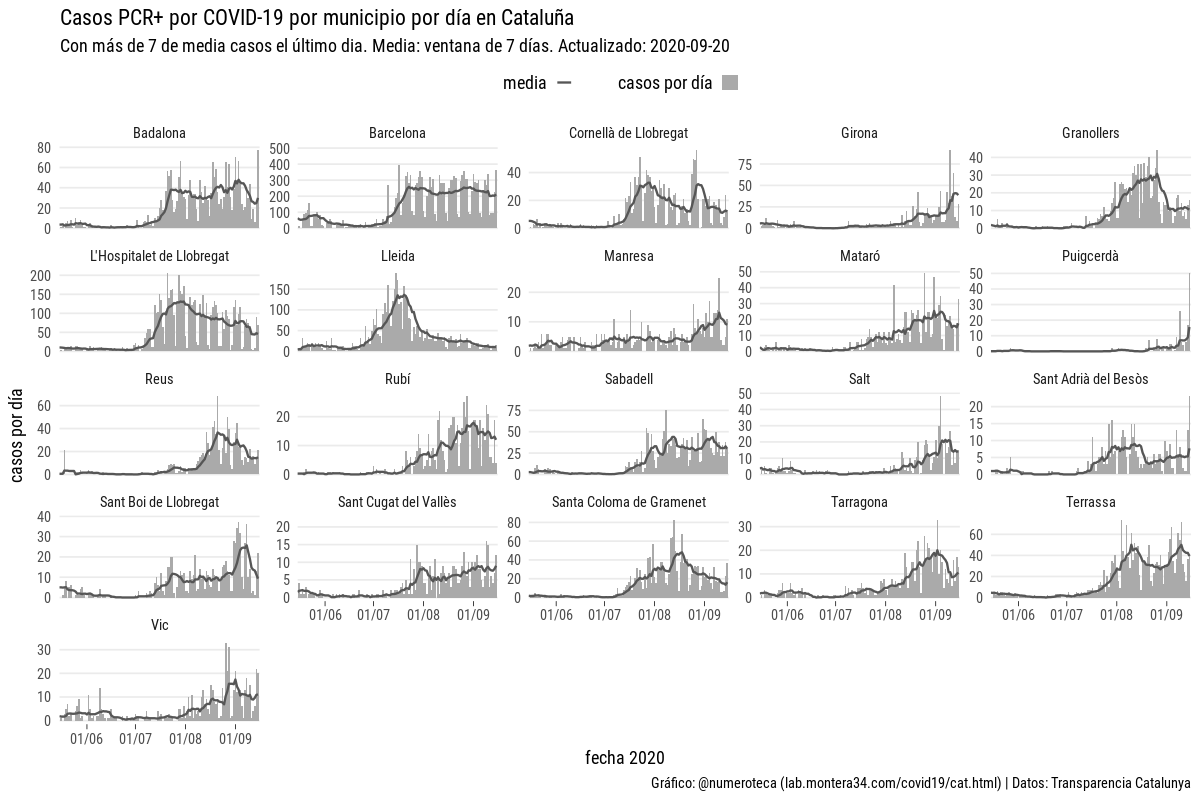 Casos PCR+ por COVID-19 por municipio por día en Cataluña
Con más de 7 de media casos el último dia. Media: ventana de 7 días. Actualizado: 2020-09-20
media casos por día
Badalona Barcelona Cornellà de Llobregat Girona Granollers
80 60 40 20 0
500 400 300 200 100 0
40 20 0
75 50 25 0
40 30 20 10 0
L'Hospitalet de Llobregat Lleida Manresa Mataró Puigcerdà
200 150 100 50 0
150 100 50 0
20 10 0
50 40 30 20 10 0
50 40 30 20 10 0
Reus Rubí Sabadell Salt Sant Adrià del Besòs
60 40 20 0
20 10 0
75 50 25 0
50 40 30 20 10 0
20 15 10 5 0
Sant Boi de Llobregat Sant Cugat del Vallès Santa Coloma de Gramenet Tarragona Terrassa
40 30 20 10 0
20 15 10 5 0
80 60 40 20 0
30 20 10 0
60 40 20 0
01/06 01/07 01/08 01/09
01/06 01/07 01/08 01/09
01/06 01/07 01/08 01/09
01/06 01/07 01/08 01/09
Vic
30 20 10 0
01/06 01/07 01/08 01/09
casos por día
fecha 2020
Gráfico: @numeroteca (lab.montera34.com/covid19/cat.html) | Datos: Transparencia Catalunya